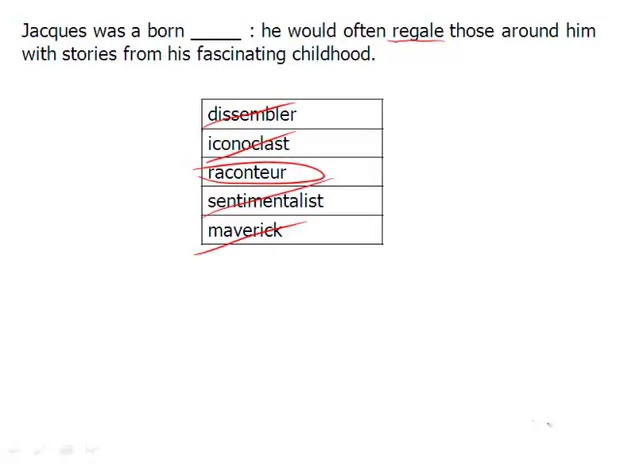 Jacques was a born _____ : he would often regale those around him
with stories from his fascinating childhood.
dissembler
iconoclast
raconteur
sentimentalist
maverick